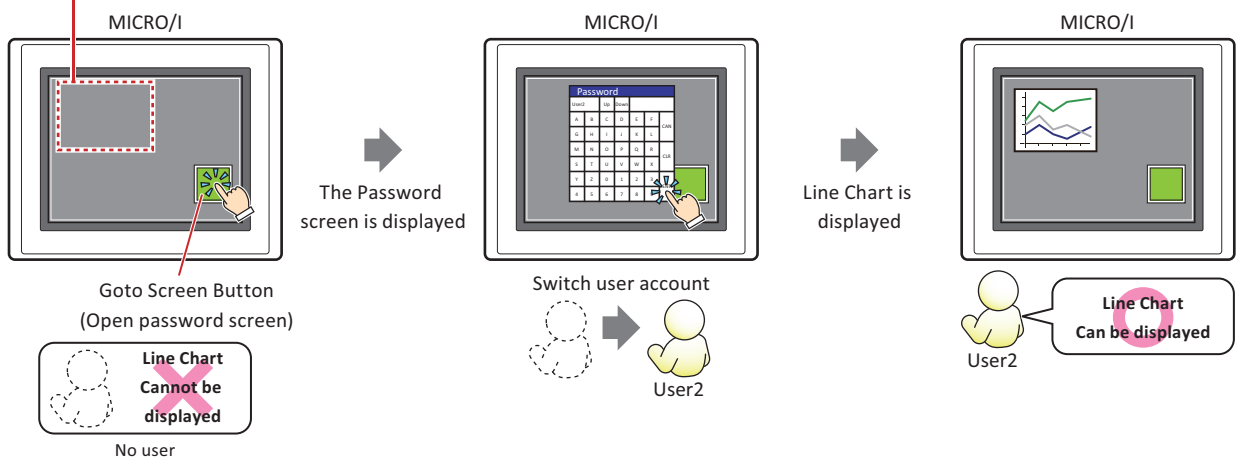 MICRO/I
MICRO/I
MICRO/I
Password
User2 Up Down
A B C D E F CAN
G H I J K L
M N O P Q R CLR
S T U V W X
Y Z 0 1 2 3
4 5 6 7 8
The Password
screen is displayed
Line Chart is
displayed
Goto Screen Button
(Open password screen)
Line Chart
Cannot be
displayed
No user
Switch user account
User2
Line Chart
Can be displayed
User2